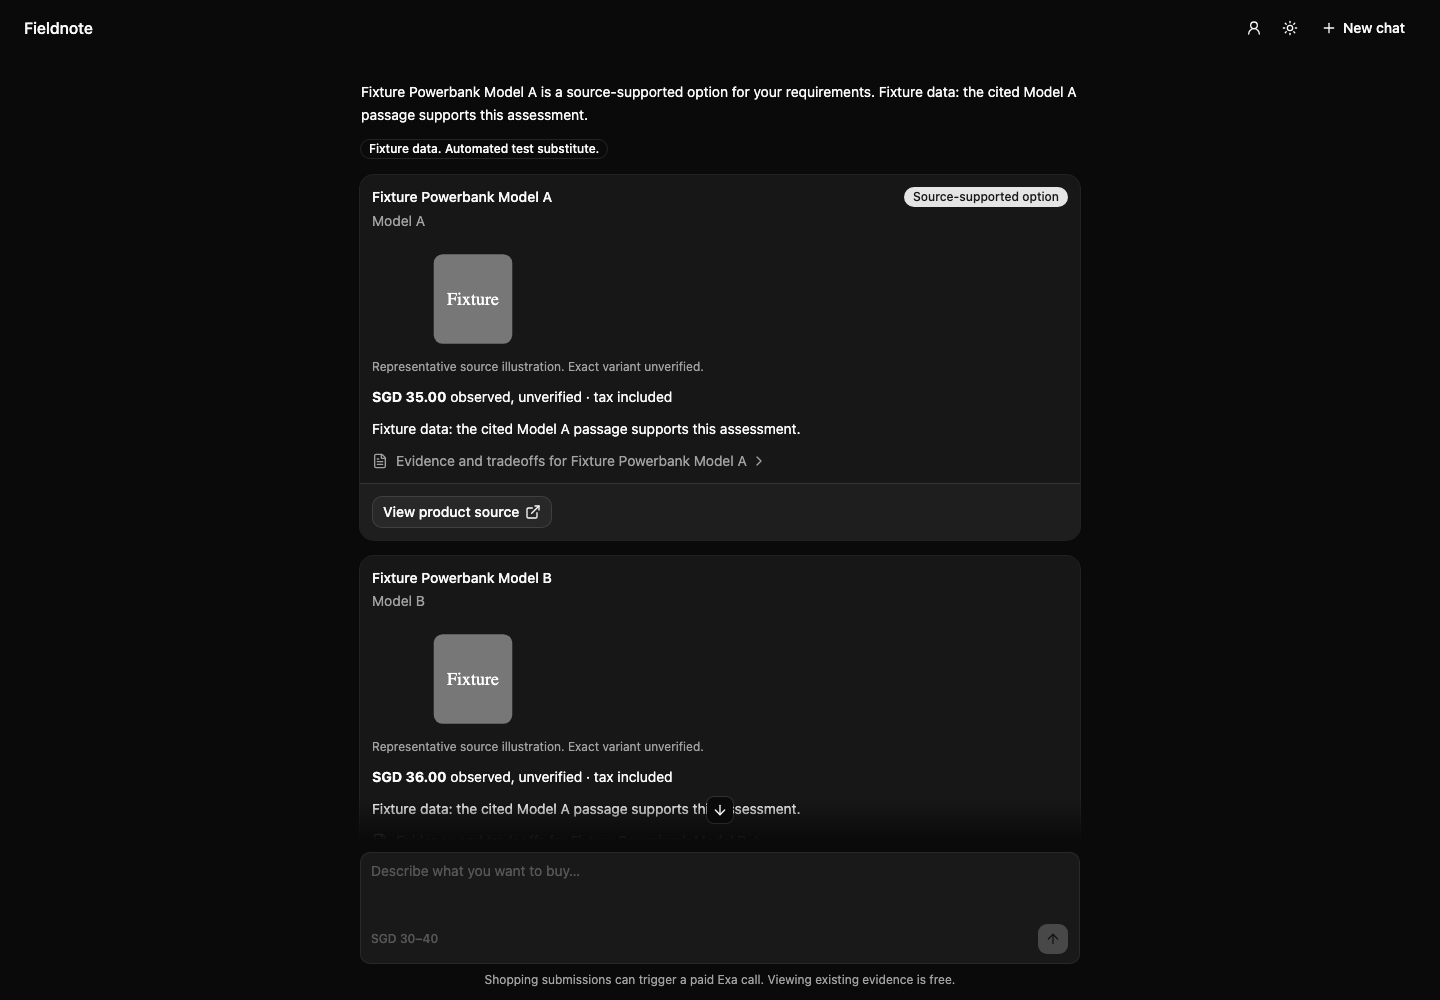 Fieldnote
New chat
Fixture Powerbank Model A is a source-supported option for your requirements. Fixture data: the cited Model A
passage supports this assessment.
Fixture data. Automated test substitute.
Fixture Powerbank Model A
Source-supported option
Model A
Fixture
Representative source illustration. Exact variant unverified.
SGD 35.00 observed, unverified · tax included
Fixture data: the cited Model A passage supports this assessment.
Evidence and tradeoffs for Fixture Powerbank Model A
View product source
Fixture Powerbank Model B
Model B
Fixture
Representative source illustration. Exact variant unverified.
SGD 36.00 observed, unverified · tax included
Fixture data: the cited Model A passage supports
Describe what you want to buy...
SGD 30–40
Shopping submissions can trigger a paid Exa call. Viewing existing evidence is free.